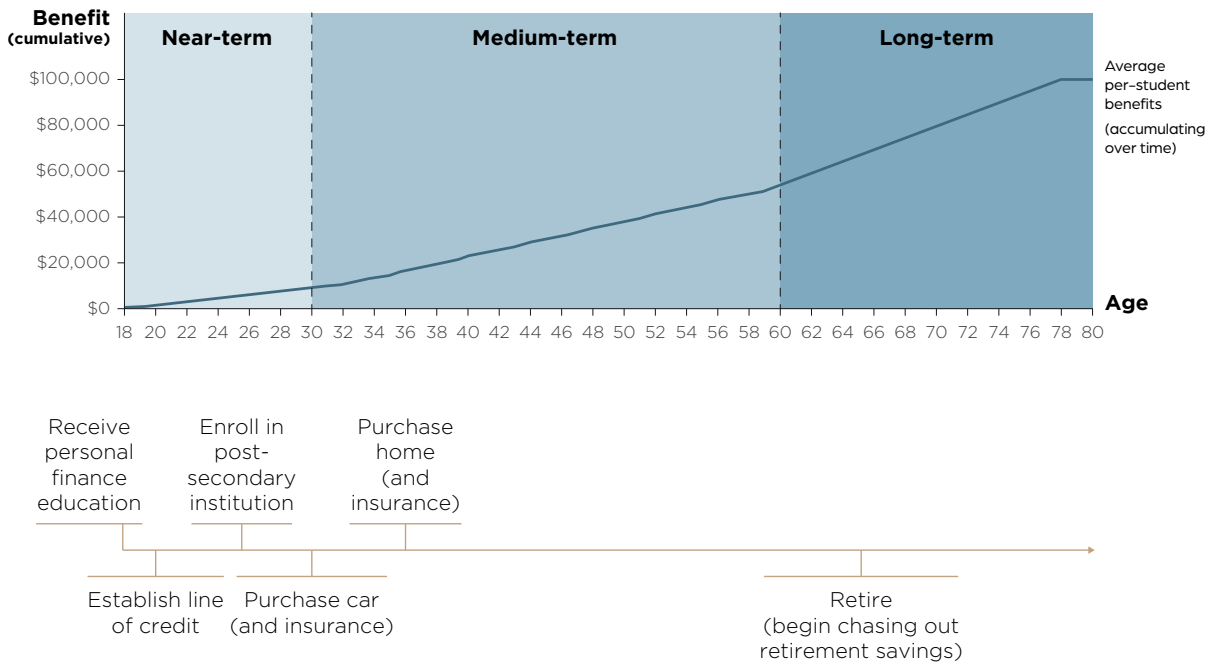 Benefit
(cumulative)
Near-term
Medium-term
Long-term
$100,000
$80,000
$60,000
$40,000
$20,000
$0
Average
per-student
benefits
(accumulating
over time)
Age
18 20 22 24 26 28 30 32 34 36 38 40 42 44 46 48 50 52 54 56 58 60 62 64 66 68 70 72 74 76 78 80
Receive
personal
finance
education
Enroll in
post-
secondary
institution
Purchase
home
(and
insurance)
Establish line
of credit
Purchase car
(and insurance)
Retire
(begin chasing out
retirement savings)